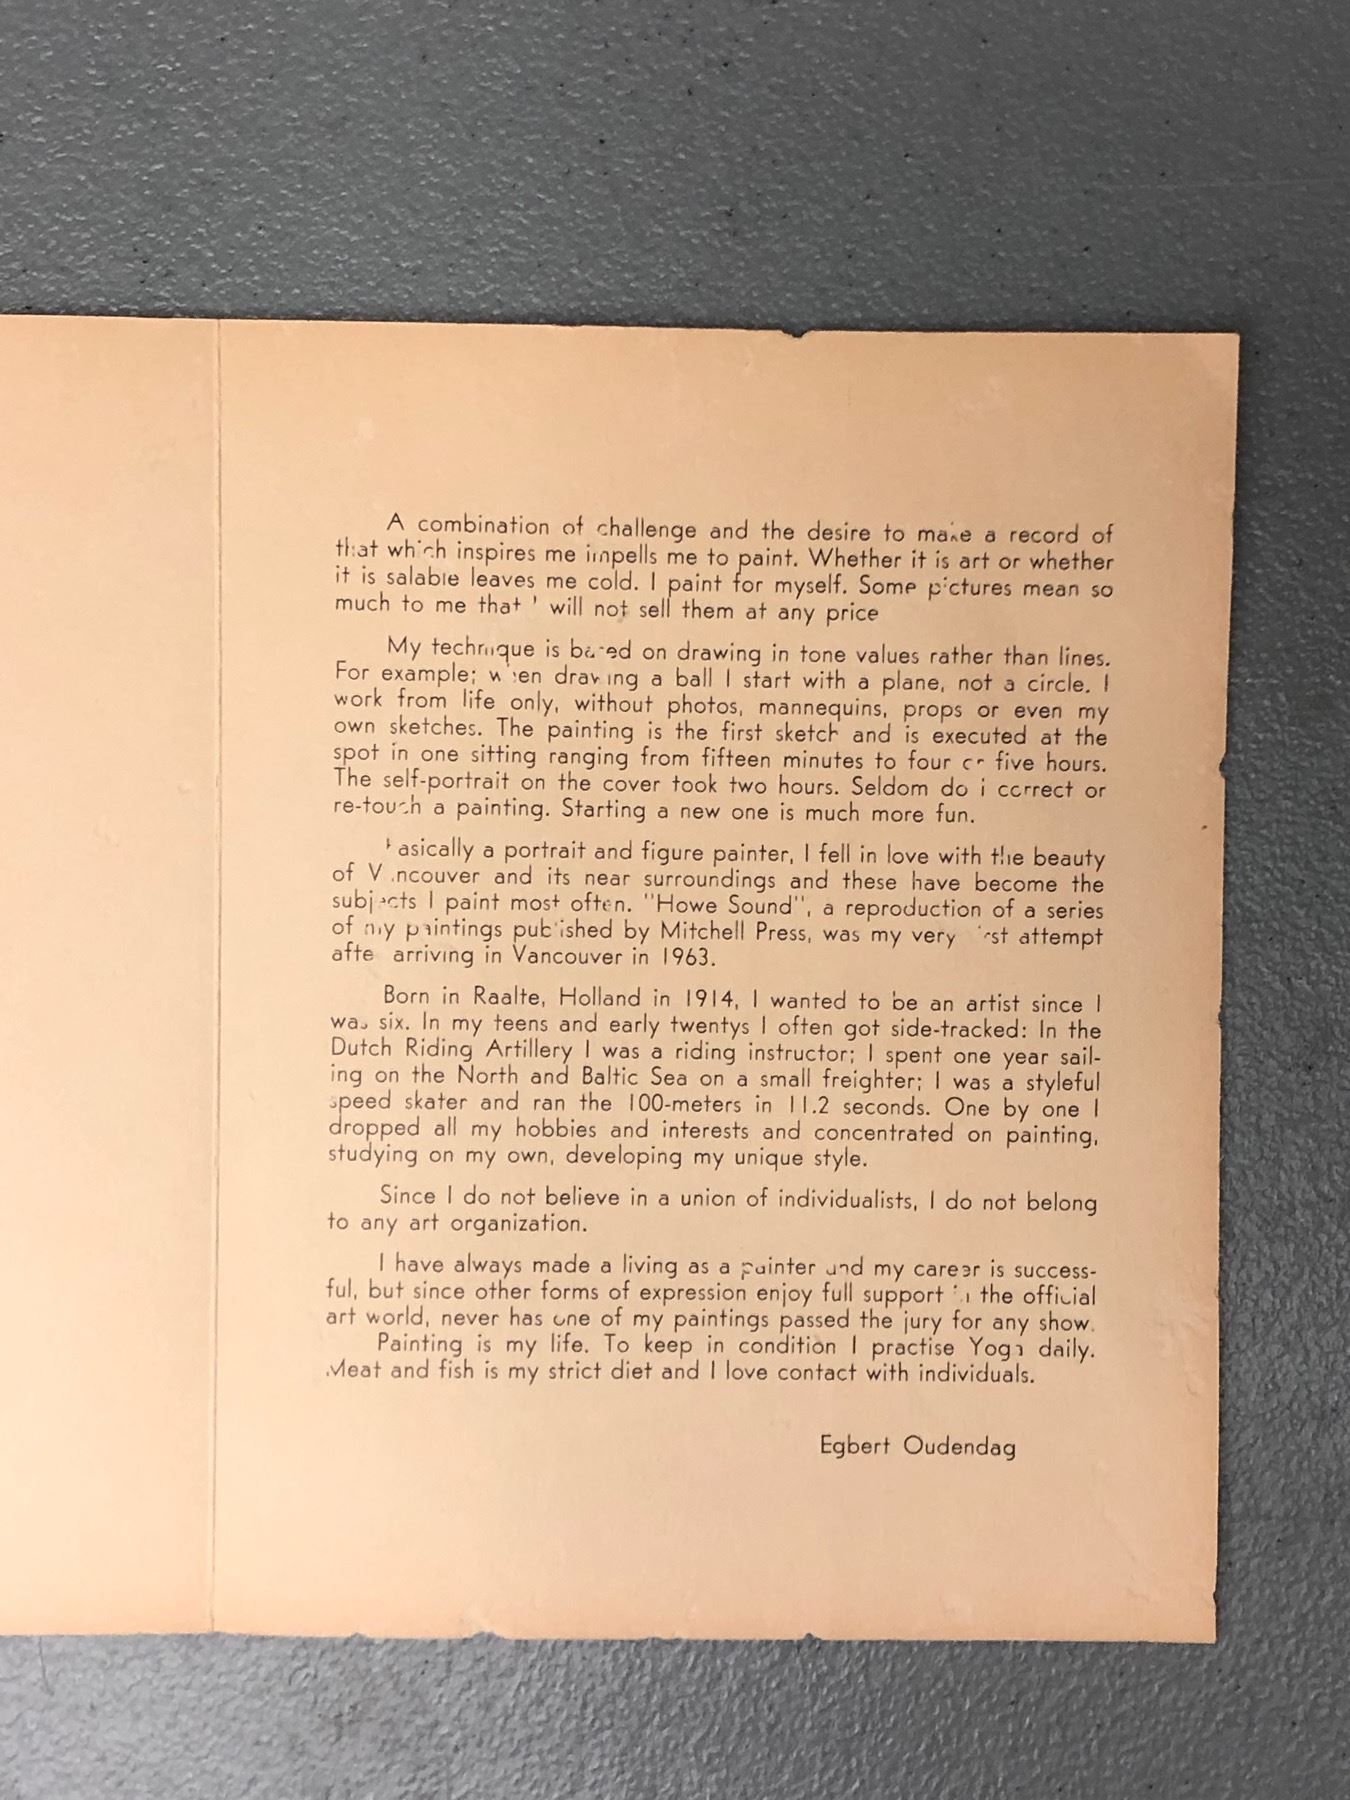 A combination of challenge and the desire to make a record of
that which inspires me impells me to paint. Whether it is art or whether
it is salable leaves me cold. I paint for myself. Some pictures mean so
much to me that I will not sell them at any price
My technique is based on drawing in tone values rather than lines.
For example; when drawing a ball I start with a plane, not a circle. I
work from life only, without photos, mannequins, props or even my
own sketches. The painting is the first sketch and is executed at the
spot in one sitting ranging from fifteen minutes to four or five hours.
The self-portrait on the cover took two hours. Seldom do i correct or
re-touch a painting. Starting a new one is much more fun.
Basically a portrait and figure painter, I fell in love with the beauty
of Vancouver and its near surroundings and these have become the
subjects I paint most often. "Howe Sound", a reproduction of a series
of my paintings published by Mitchell Press, was my very first attempt
after arriving in Vancouver in 1963.
Born in Raalte, Holland in 1914, I wanted to be an artist since I
was six. In my teens and early twentys I often got side-tracked: In the
Dutch Riding Artillery I was a riding instructor; I spent one year sail-
ing on the North and Baltic Sea on a small freighter; I was a styleful
speed skater and ran the 100-meters in 11.2 seconds. One by one I
dropped all my hobbies and interests and concentrated on painting,
studying on my own, developing my unique style.
Since I do not believe in a union of individualists, I do not belong
to any art organization.
I have always made a living as a painter and my career is success-
ful, but since other forms of expression enjoy full support in the official
art world, never has one of my paintings passed the jury for any show.
Painting is my life. To keep in condition I practise Yoga daily.
Meat and fish is my strict diet and I love contact with individuals.
Egbert Oudendag